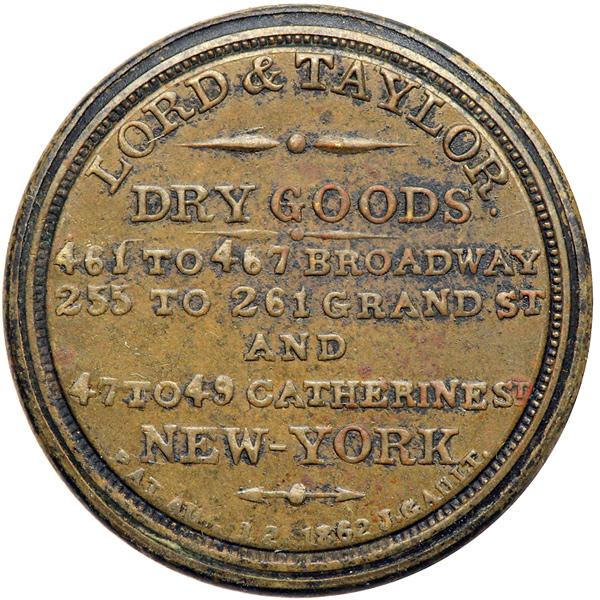 LORD & TAYLOR
DRY GOODS.
461 TO 467 BROADWAY
255 TO 261 GRAND ST
AND
47 TO 49 CATHERINE ST
NEW-YORK
PAT. AUG. 12 1862 J. GAULT.